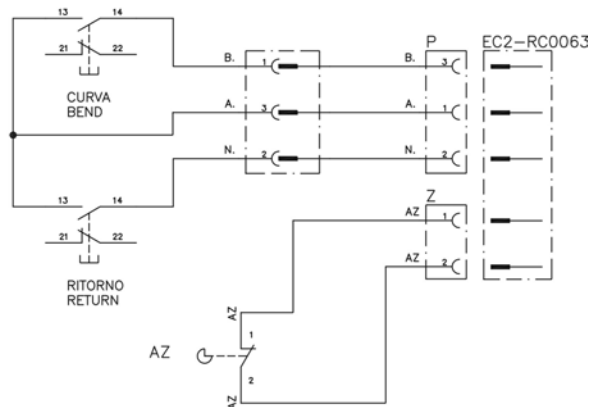 13 14
21 22
CURVA
BEND
B. 1 B. P 3 EC2-RC0063
A. 3 A. 1
N. 2 N. 2
13 14
21 22
RITORNO
RETURN
Z
AZ 1
AZ 2
AZ
1
AZ
2
AZ